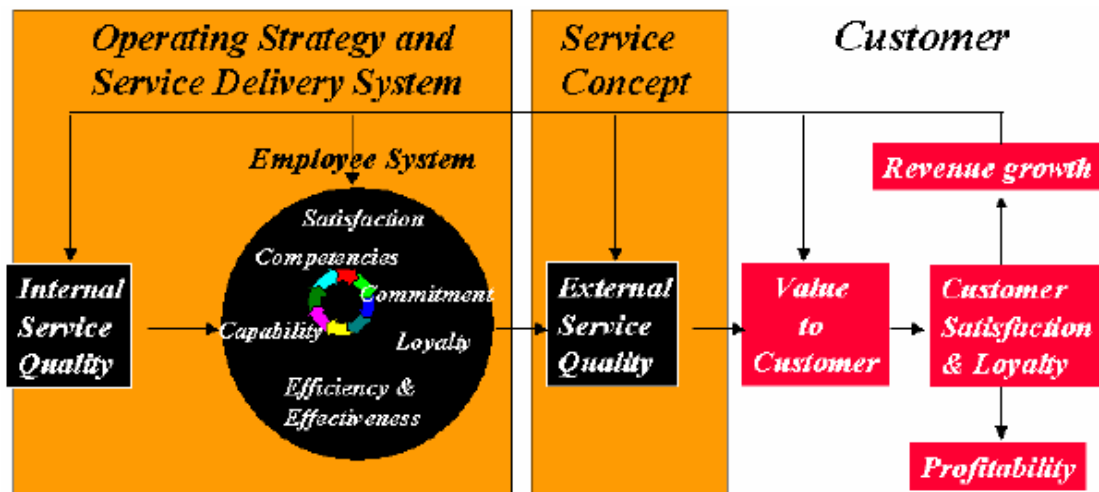 Operating Strategy and
Service Delivery System
Service
Concept
Customer
Employee System
Revenue growth
Satisfaction
Competencies
Commitment
Capability
Loyalty
Efficiency &
Effectiveness
Internal
Service
Quality
External
Service
Quality
Value
to
Customer
Customer
Satisfaction
& Loyalty
Profitability